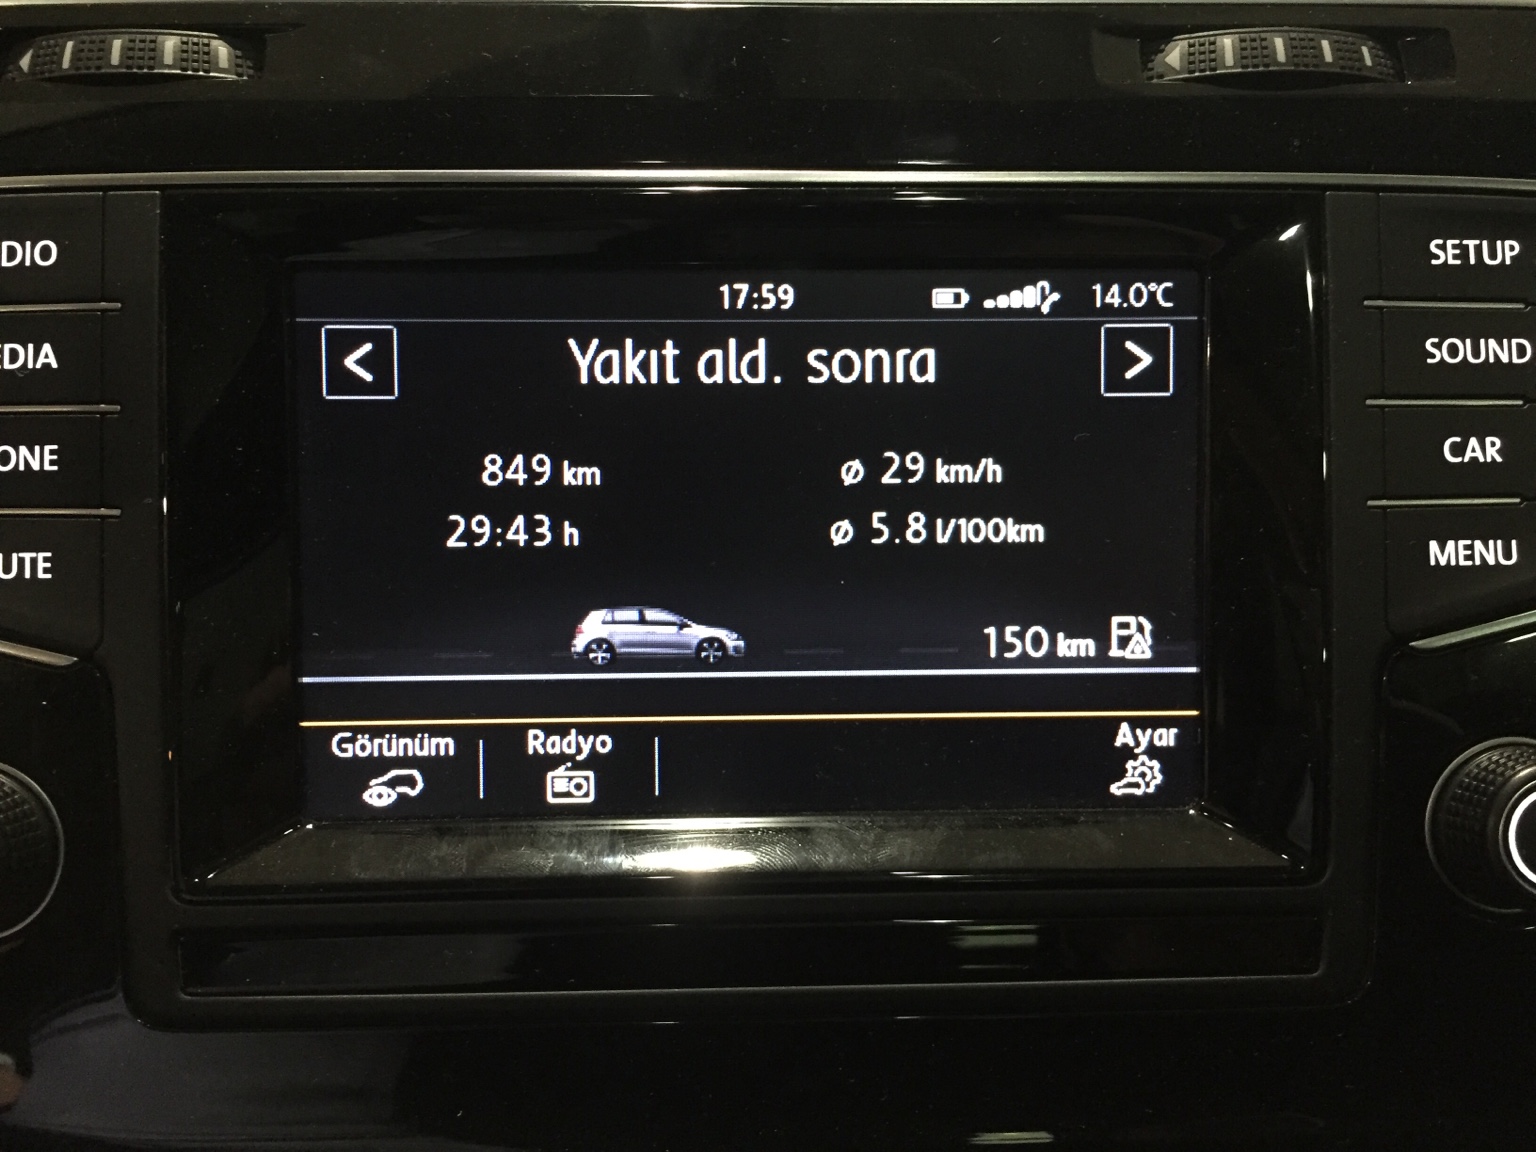 17:59 14.0°C
< Yakıt ald. sonra >
849 km ø 29 km/h
29:43 h ø 5.8 l/100km
150 km
Görünüm Radyo Ayar
DIO
EDIA
ONE
UTE
SETUP
SOUND
CAR
MENU